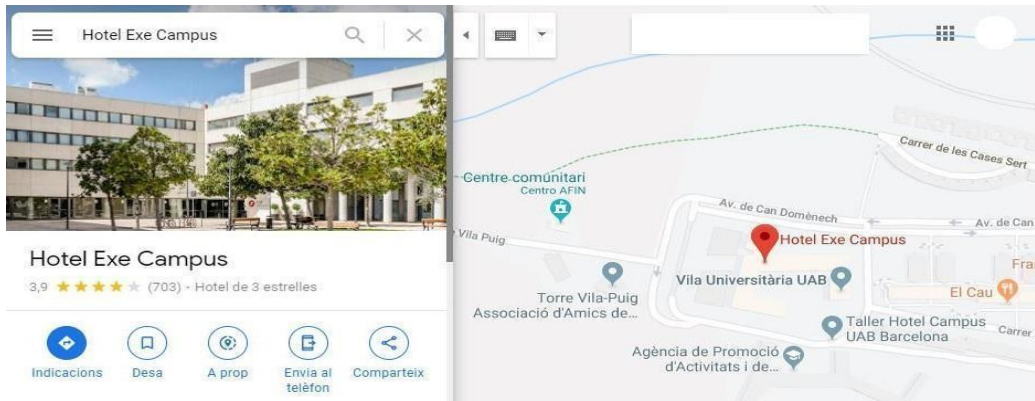 Hotel Exe Campus
Hotel Exe Campus
3,9 (703) - Hotel de 3 estrelles
Indicacions
Desa
A prop
Envia al
telèfon
Comparteix
Carrer de les Cases Sert
Centre comunitari
Centro AFIN
Av. de Can Domènech
Av. de Can
Vila Puig
Hotel Exe Campus
Fra
Vila Universitària UAB
El Cau
Torre Vila-Puig
Associació d'Amics de...
Taller Hotel Campus
UAB Barcelona
Carrer
Agència de Promoció
d'Activitats i de...